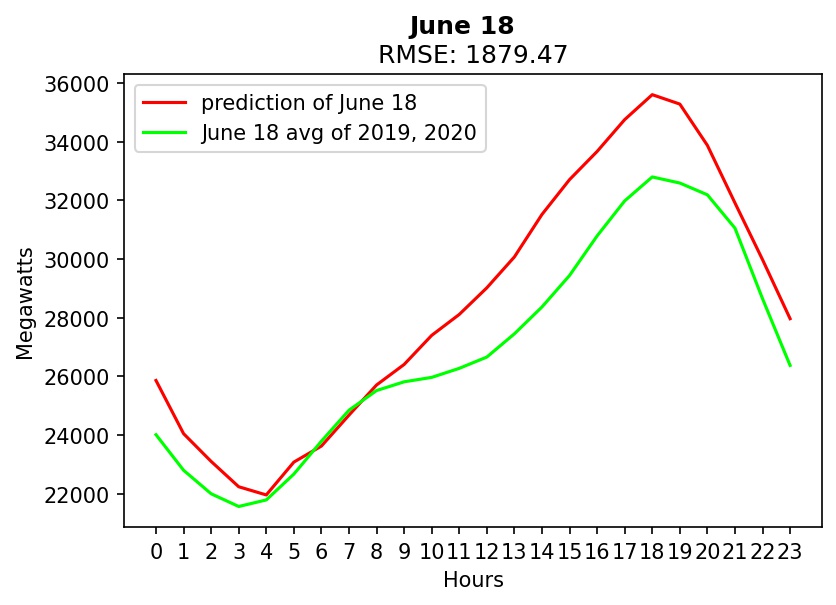 June 18
RMSE: 1879.47
prediction of June 18
June 18 avg of 2019, 2020
36000
34000
32000
30000
28000
26000
24000
22000
Megawatts
0 1 2 3 4 5 6 7 8 9 10 11 12 13 14 15 16 17 18 19 20 21 22 23
Hours